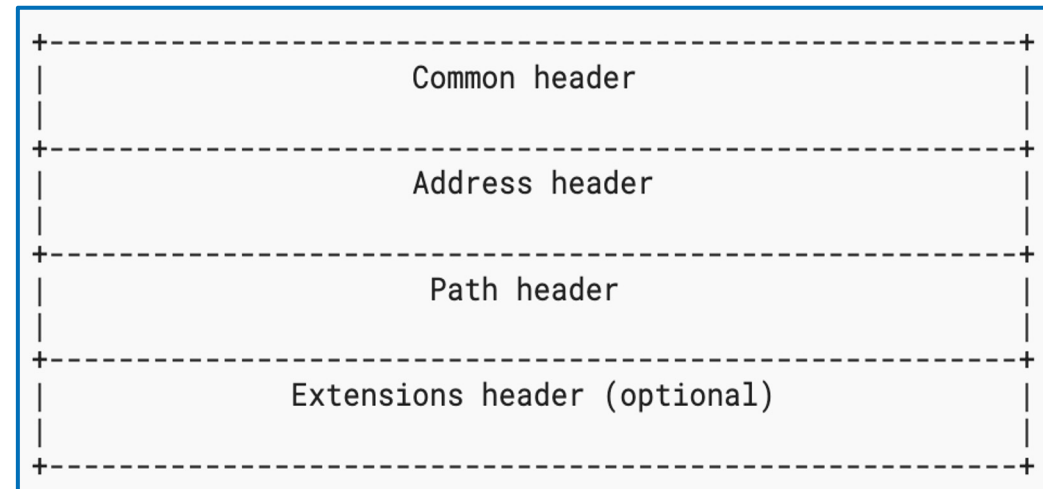 Common header
Address header
Path header
Extensions header (optional)